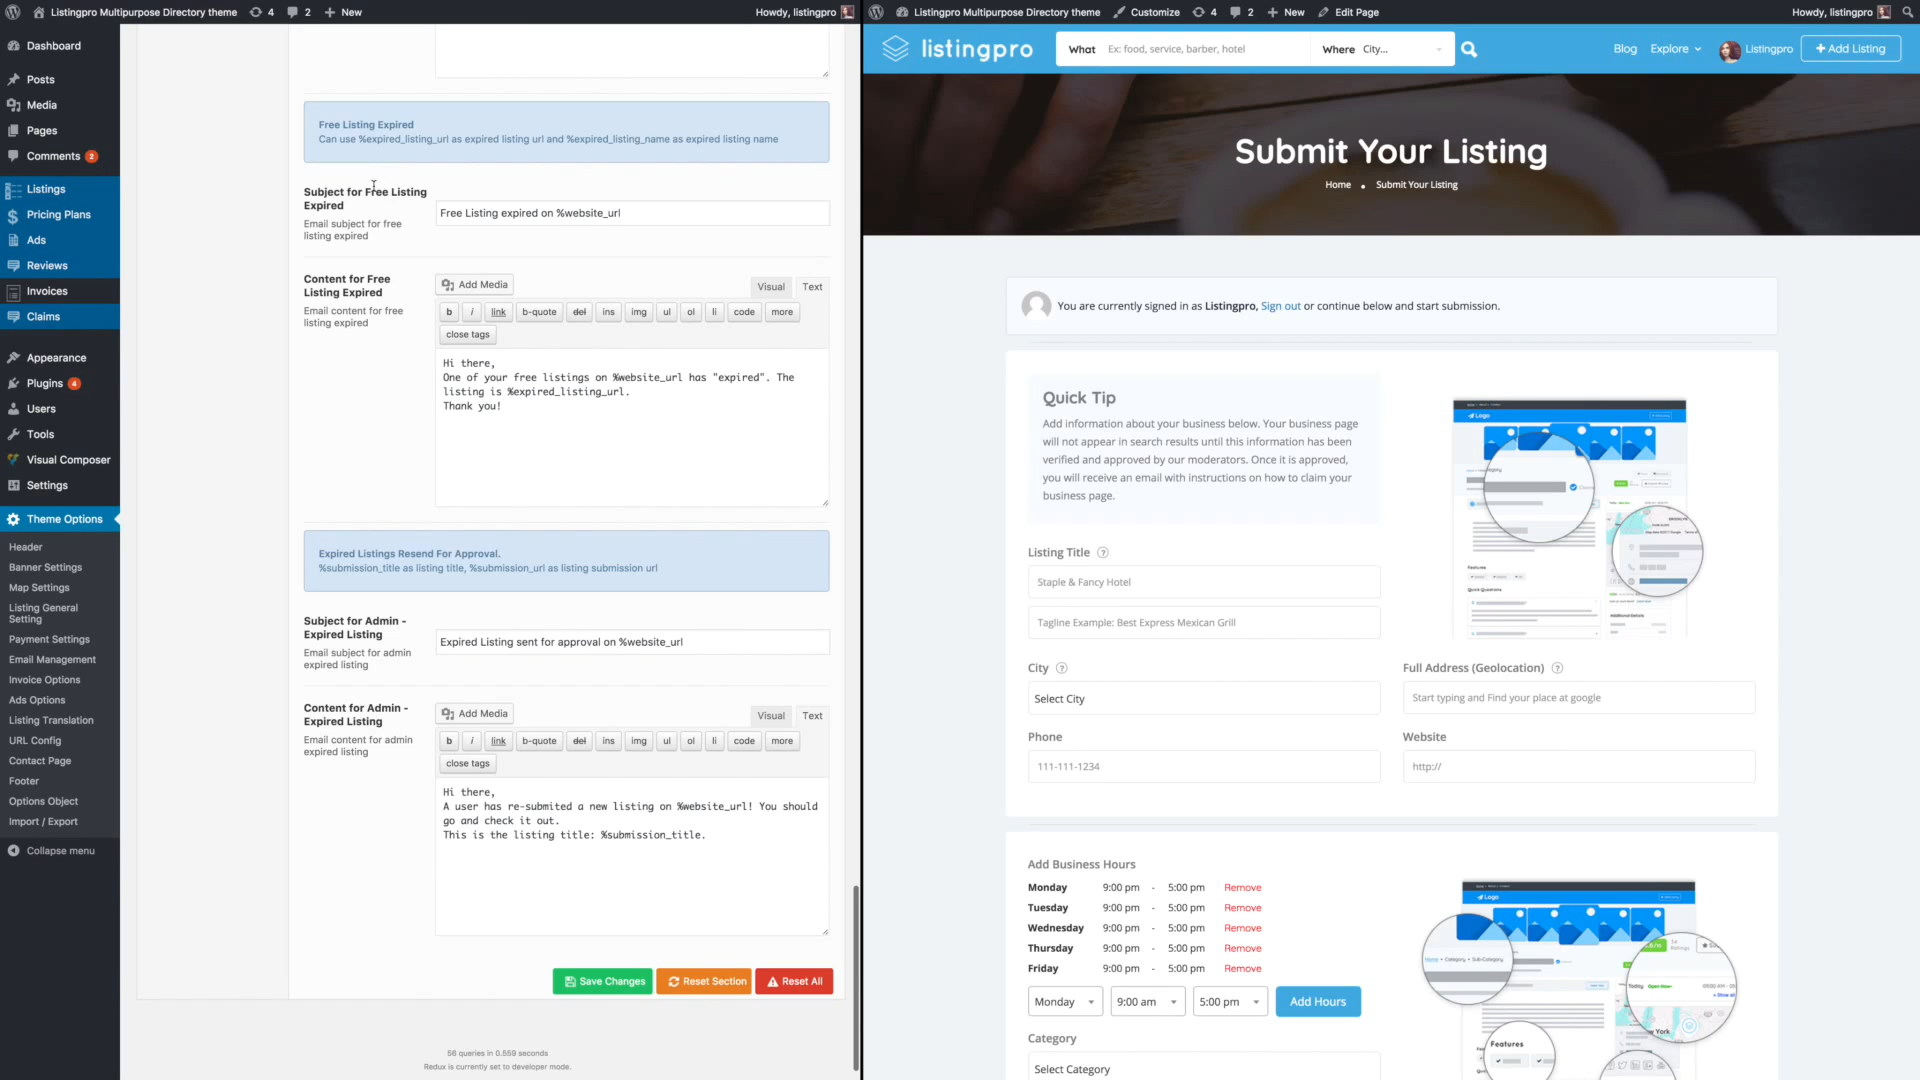 Listingpro Multipurpose Directory theme 4 2 New Howdy, listingpro
Dashboard
Posts
Media
Pages
Comments 2
Listings
Pricing Plans
Ads
Reviews
Invoices
Claims
Appearance
Plugins 4
Users
Tools
Visual Composer
Settings
Theme Options
Header
Banner Settings
Map Settings
Listing General
Setting
Payment Settings
Email Management
Invoice Options
Ads Options
Listing Translation
URL Config
Contact Page
Footer
Options Object
Import / Export
Collapse menu
Free Listing Expired
Can use %expired_listing_url as expired listing url and %expired_listing_name as expired listing name
Subject for Free Listing
Expired
Email subject for free
listing expired
Free Listing expired on %website_url
Content for Free
Listing Expired
Email content for free
listing expired
Add Media
Visual Text
b i link b-quote del ins img ul ol li code more
close tags
Hi there,
One of your free listings on %website_url has "expired". The
listing is %expired_listing_url.
Thank you!
Expired Listings Resend For Approval.
%submission_title as listing title, %submission_url as listing submission url
Subject for Admin -
Expired Listing
Email subject for admin
expired listing
Expired Listing sent for approval on %website_url
Content for Admin -
Expired Listing
Email content for admin
expired listing
Add Media
Visual Text
b i link b-quote del ins img ul ol li code more
close tags
Hi there,
A user has re-submited a new listing on %website_url! You should
go and check it out.
This is the listing title: %submission_title.
Save Changes Reset Section Reset All
56 queries in 0.559 seconds
Redux is currently set to developer mode.
Listingpro Multipurpose Directory theme Customize 4 2 New Edit Page Howdy, listingpro
listingpro What Ex: food, service, barber, hotel Where City... Blog Explore Listingpro + Add Listing
Submit Your Listing
Home Submit Your Listing
You are currently signed in as Listingpro, Sign out or continue below and start submission.
Quick Tip
Add information about your business below. Your business page
will not appear in search results until this information has been
verified and approved by our moderators. Once it is approved,
you will receive an email with instructions on how to claim your
business page.
Logo
Features
Quick Questions
Additional Details
Listing Title ?
Staple & Fancy Hotel
Tagline Example: Best Express Mexican Grill
City ?
Select City
Full Address (Geolocation) ?
Start typing and Find your place at google
Phone
111-111-1234
Website
http://
Add Business Hours
Monday 9:00 pm - 5:00 pm Remove
Tuesday 9:00 pm - 5:00 pm Remove
Wednesday 9:00 pm - 5:00 pm Remove
Thursday 9:00 pm - 5:00 pm Remove
Friday 9:00 pm - 5:00 pm Remove
Monday 9:00 am 5:00 pm Add Hours
Category
Select Category
Logo
Home • Category • Sub-Category
Today Open Now~
Features